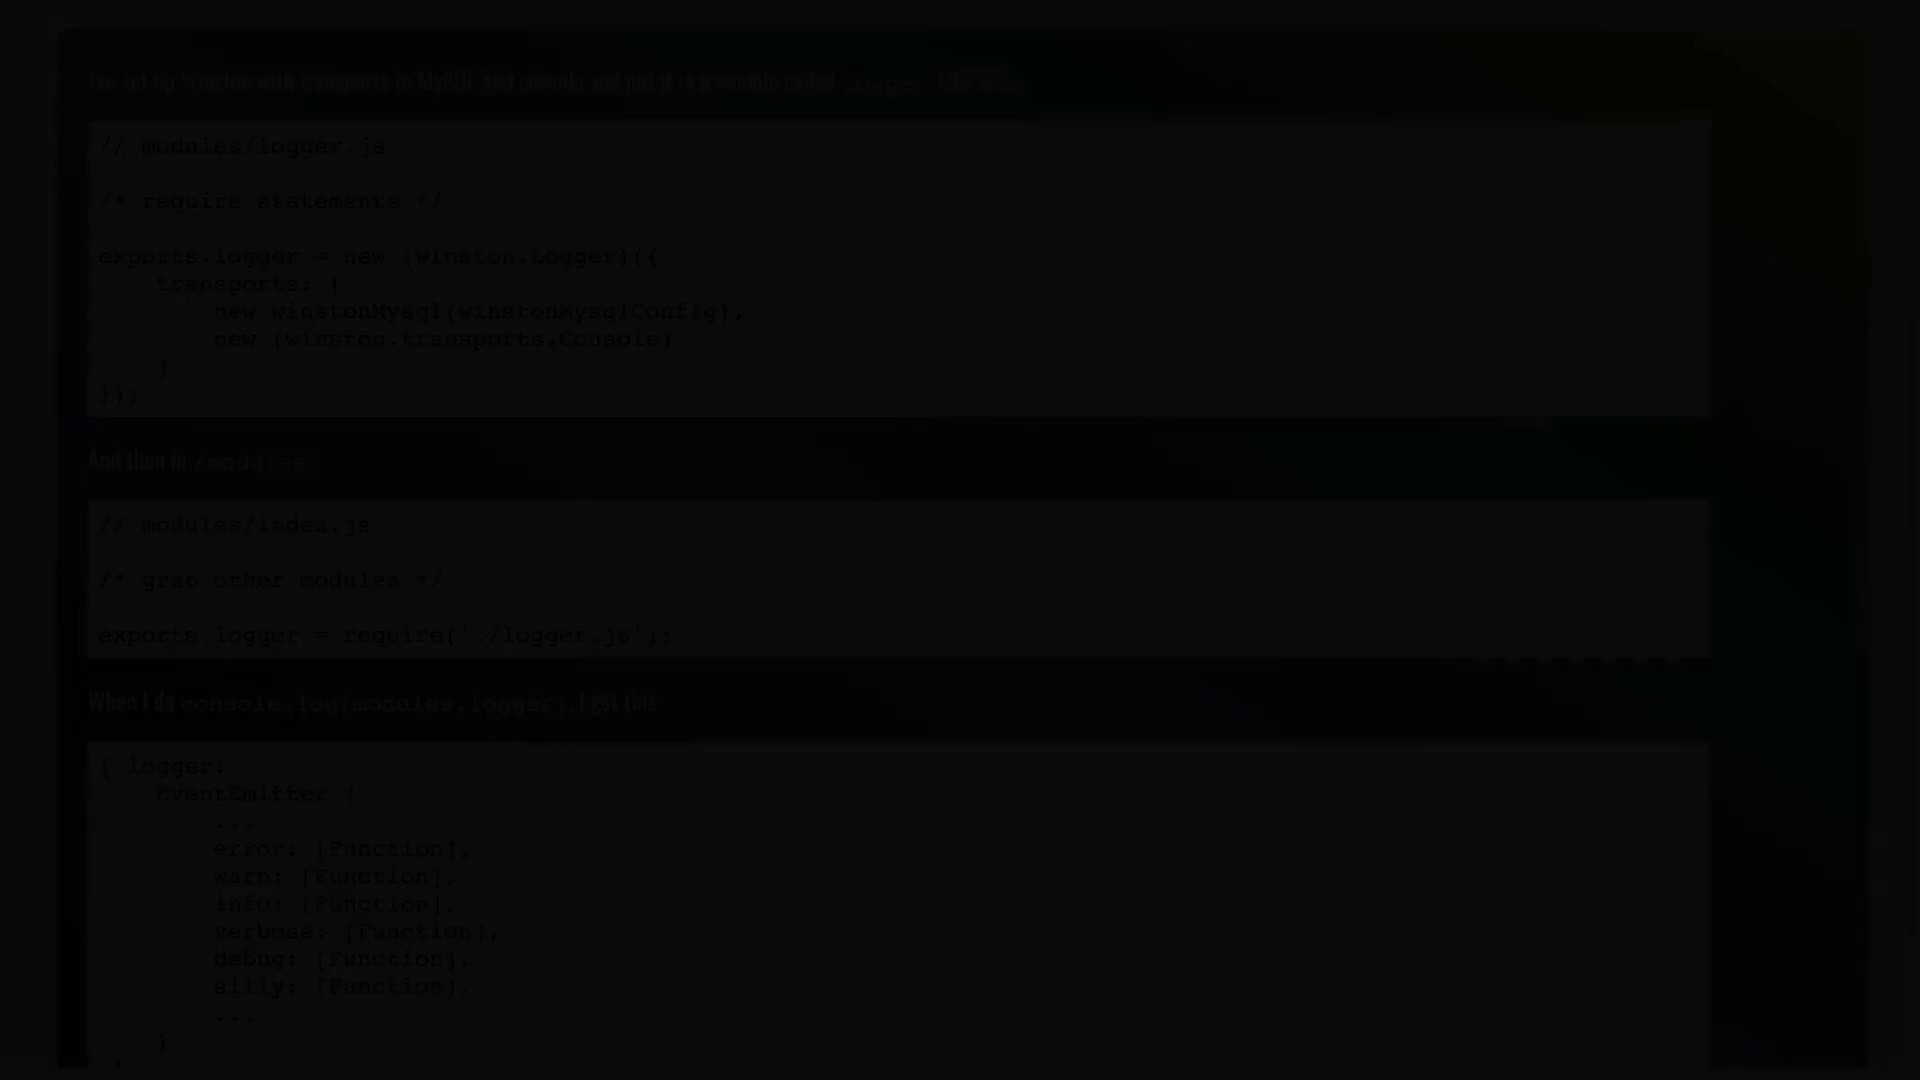 I've set up Winston with transports to MySQL and console and put it in a module called
// modules/logger.js
/* require statements */
exports.logger = new (winston.Logger)({
transports: [
new winstonMysql(winstonMysqlConfig),
new (winston.transports.Console)
]
});
And then in /modules
// modules/index.js
/* grab other modules */
exports.logger = require('./logger.js');
When I do console.log(modules.logger), I get this
{ logger:
EventEmitter {
...
error: [Function],
warn: [Function],
info: [Function],
verbose: [Function],
debug: [Function],
silly: [Function],
...
}